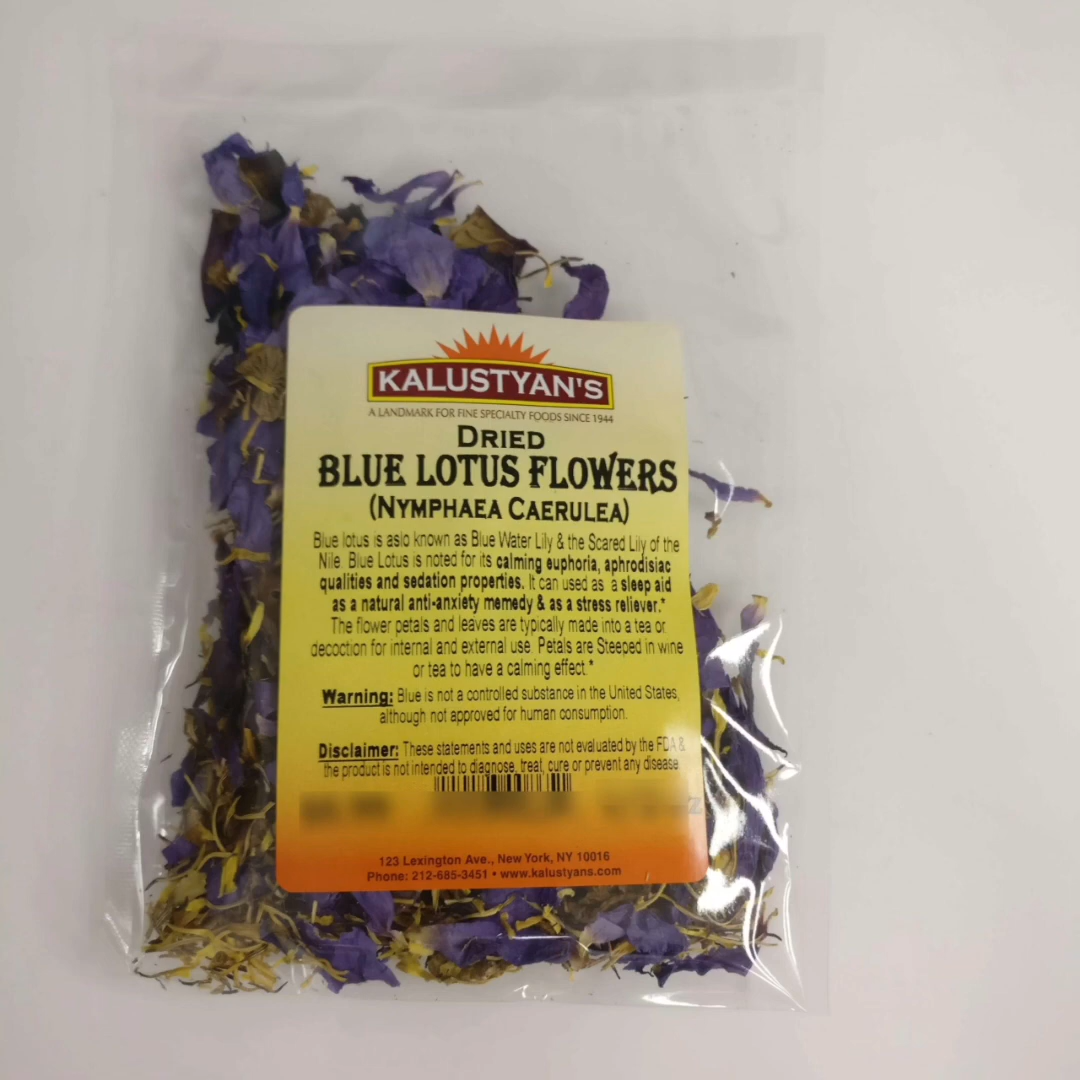 KALUSTYAN'S
A LANDMARK FOR FINE SPECIALTY FOODS SINCE 1944
DRIED
BLUE LOTUS FLOWERS
(NYMPHAEA CAERULEA)
Blue lotus is aslo known as Blue Water Lily & the Scared Lily of the
Nile. Blue Lotus is noted for its calming euphoria, aphrodisiac
qualities and sedation properties. It can used as a sleep aid
as a natural anti-anxiety memedy & as a stress reliever.*
The flower petals and leaves are typically made into a tea or
decoction for internal and external use. Petals are Steeped in wine
or tea to have a calming effect.*
Warning: Blue is not a controlled substance in the United States,
although not approved for human consumption.
Disclaimer: These statements and uses are not evaluated by the FDA &
the product is not intended to diagnose, treat, cure or prevent any disease.
123 Lexington Ave., New York, NY 10016
Phone: 212-685-3451 • www.kalustyans.com